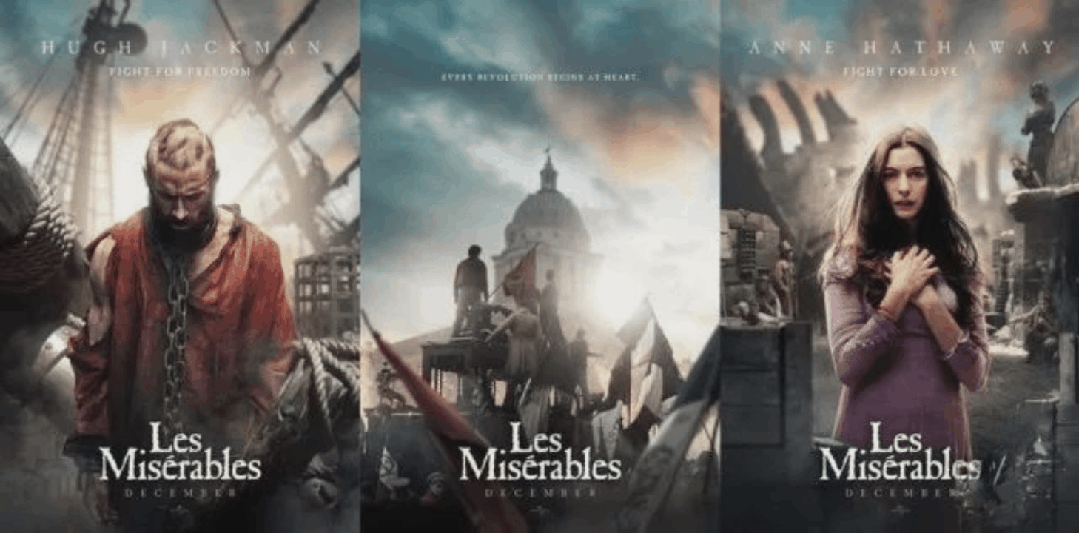 HUGH JACKMAN
FIGHT FOR FREEDOM
Les
Misérables
DECEMBER
EVERY REVOLUTION BEGINS AT HEART.
Les
Misérables
DECEMBER
ANNE HATHAWAY
FIGHT FOR LOVE
Les
Misérables
DECEMBER